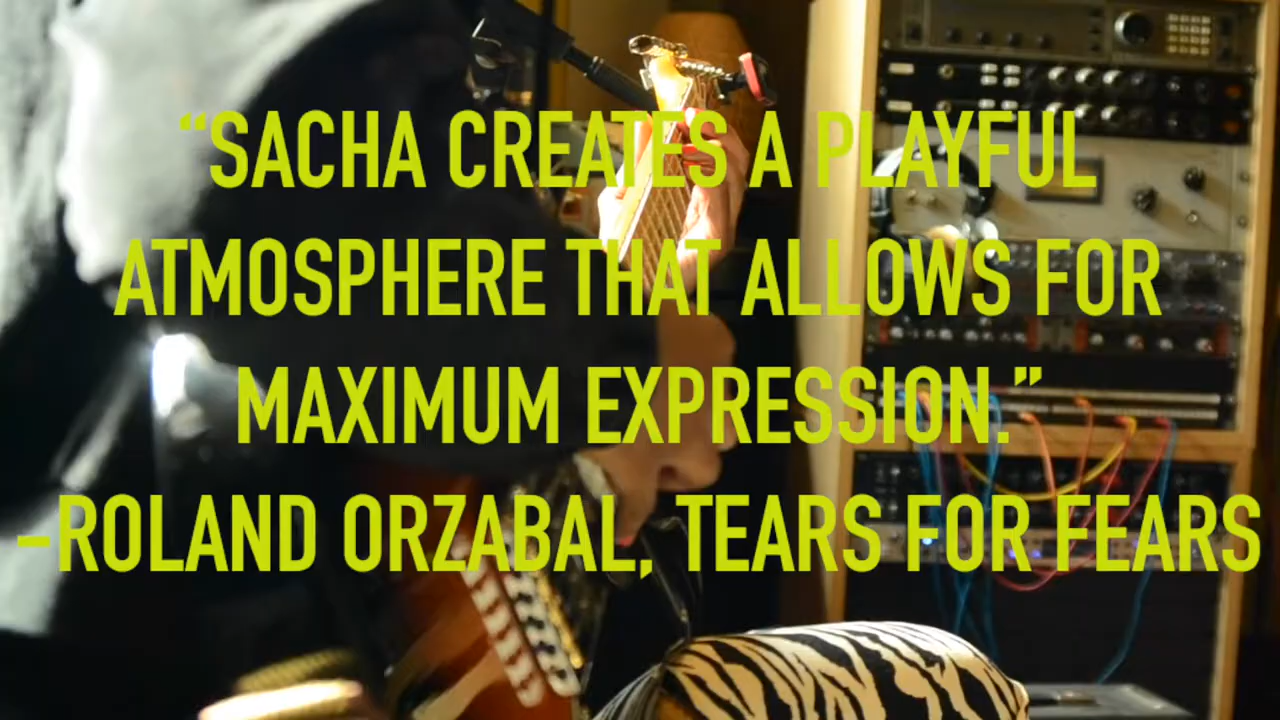 “SACHA CREATES A PLAYFUL
ATMOSPHERE THAT ALLOWS FOR
MAXIMUM EXPRESSION.”
-ROLAND ORZABAL, TEARS FOR FEARS